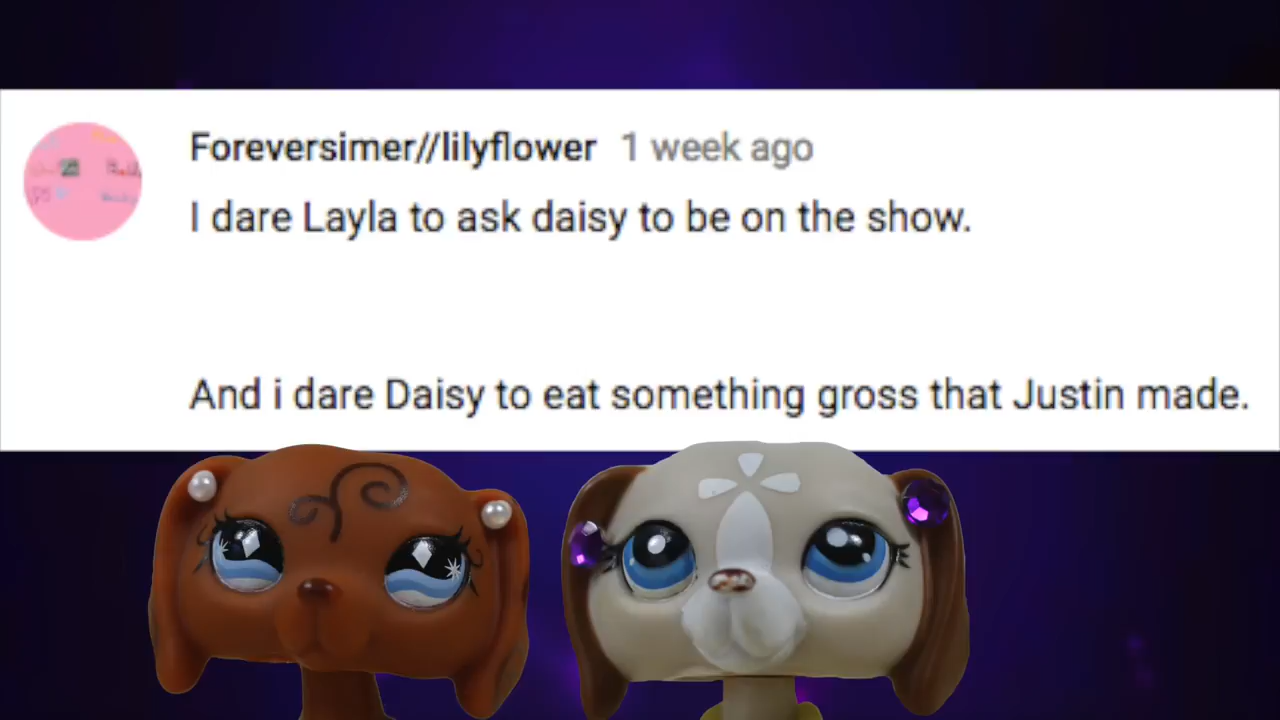 Foreversimer//lilyflower 1 week ago
I dare Layla to ask daisy to be on the show.
And i dare Daisy to eat something gross that Justin made.